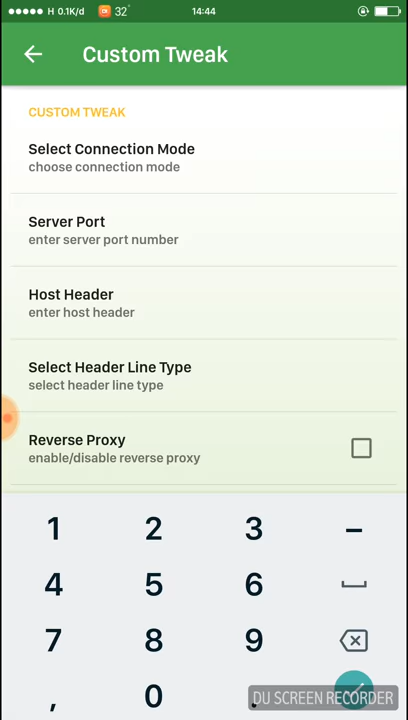 H 0.1K/d 32° 14:44
Custom Tweak
CUSTOM TWEAK
Select Connection Mode
choose connection mode
Server Port
enter server port number
Host Header
enter host header
Select Header Line Type
select header line type
Reverse Proxy
enable/disable reverse proxy
1 2 3 –
4 5 6
7 8 9
, 0 .
DU SCREEN RECORDER